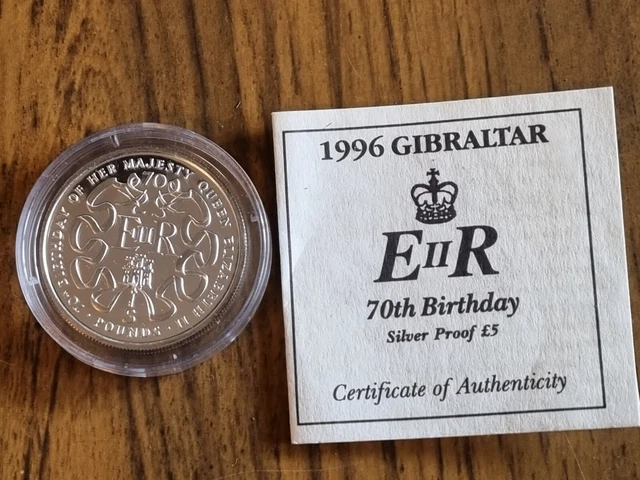 70TH BIRTHDAY OF HER MAJESTY QUEEN ELIZABETH II
70
EIIR
· POUNDS ·
1996 GIBRALTAR
EIIR
70th Birthday
Silver Proof £5
Certificate of Authenticity